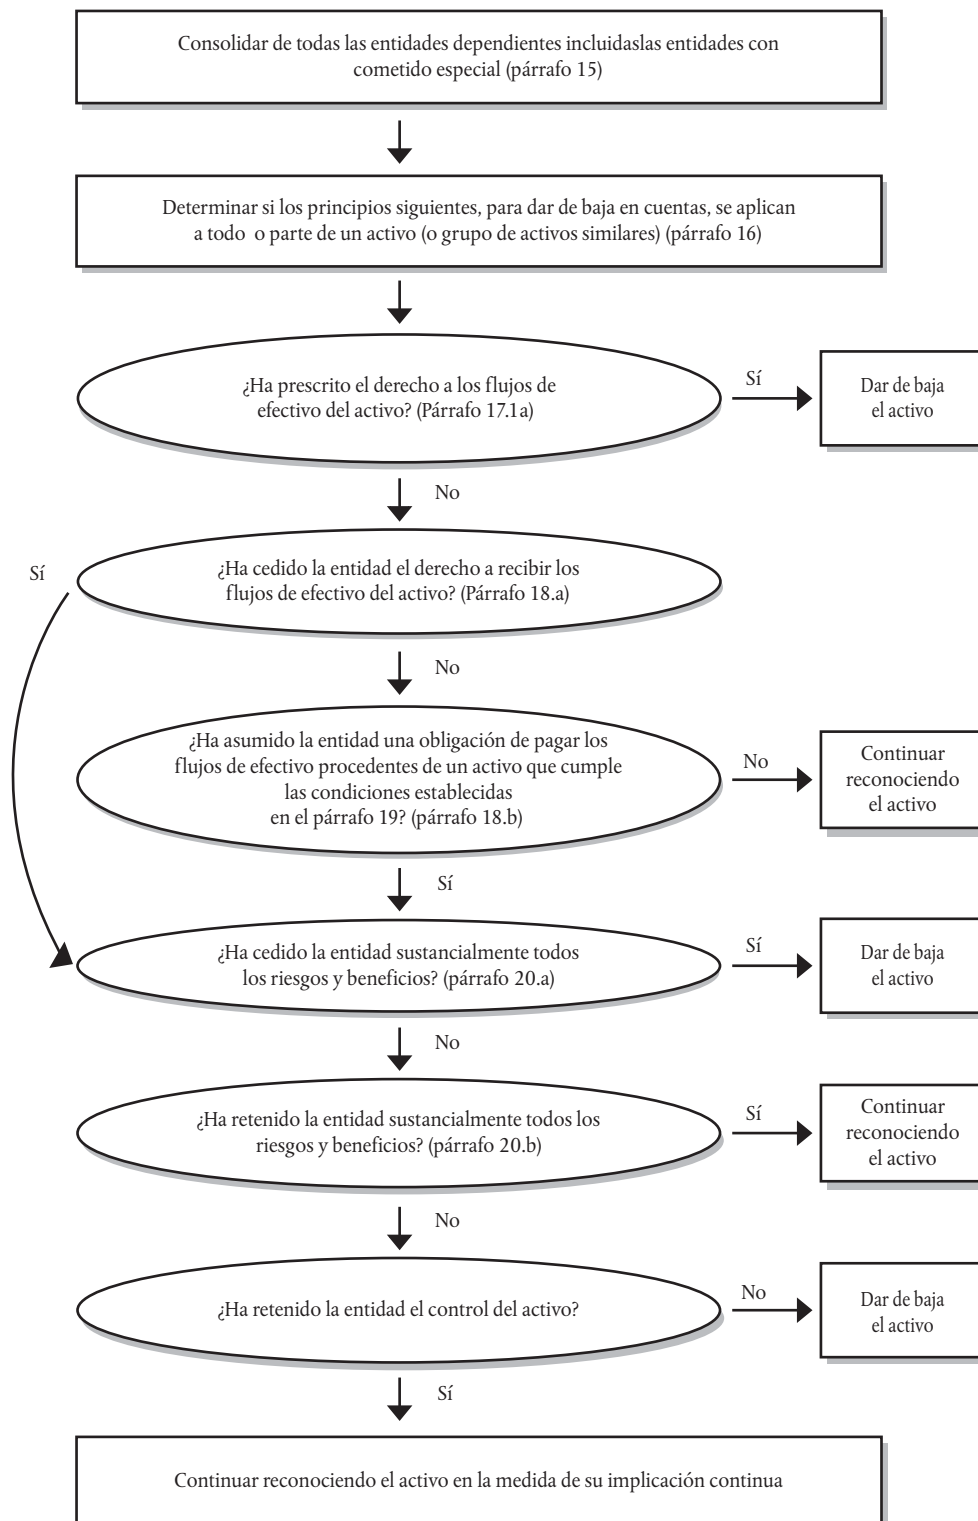 Consolidar de todas las entidades dependientes incluidaslas entidades con
cometido especial (párrafo 15)
Determinar si los principios siguientes, para dar de baja en cuentas, se aplican
a todo o parte de un activo (o grupo de activos similares) (párrafo 16)
¿Ha prescrito el derecho a los flujos de
efectivo del activo? (Párrafo 17.1a)
Sí
Dar de baja
el activo
No
¿Ha cedido la entidad el derecho a recibir los
flujos de efectivo del activo? (Párrafo 18.a)
Sí
No
¿Ha asumido la entidad una obligación de pagar los
flujos de efectivo procedentes de un activo que cumple
las condiciones establecidas
en el párrafo 19? (párrafo 18.b)
No
Continuar
reconociendo
el activo
Sí
¿Ha cedido la entidad sustancialmente todos
los riesgos y beneficios? (párrafo 20.a)
Sí
Dar de baja
el activo
No
¿Ha retenido la entidad sustancialmente todos los
riesgos y beneficios? (párrafo 20.b)
Sí
Continuar
reconociendo
el activo
No
¿Ha retenido la entidad el control del activo?
No
Dar de baja
el activo
Sí
Continuar reconociendo el activo en la medida de su implicación continua